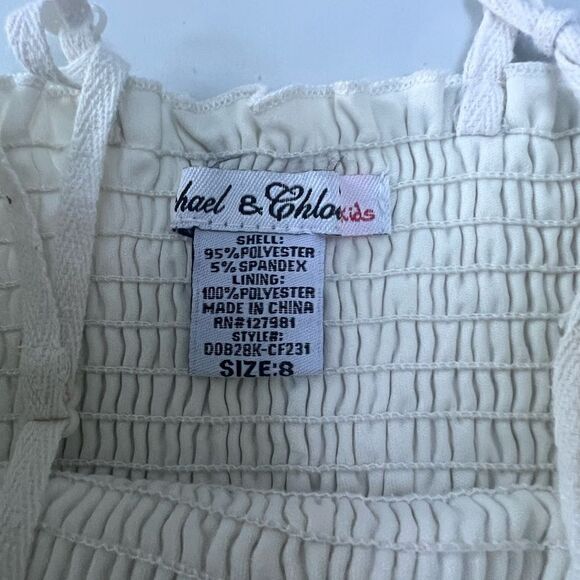 hael & Chlo kids
SHELL:
95%POLYESTER
5%SPANDEX
LINING:
100%POLYESTER
MADE IN CHINA
RN#127981
STYLE#:
DOB28K-CF231
SIZE:8